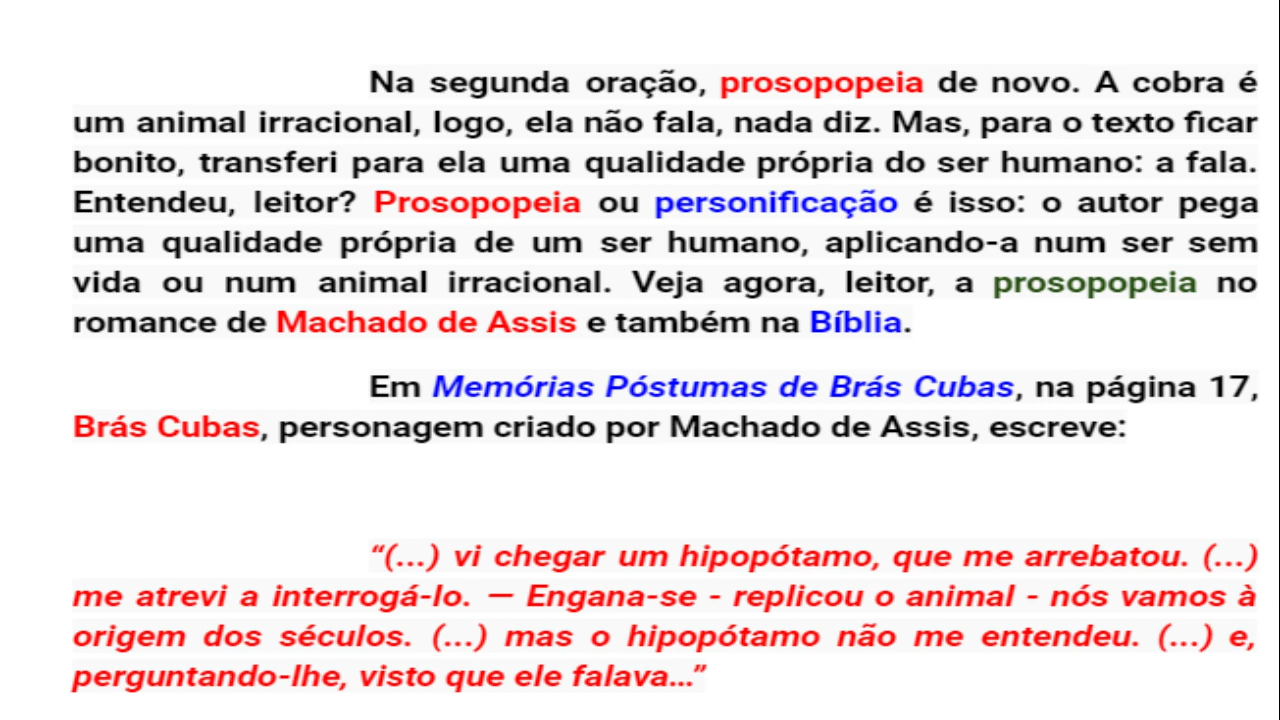 Na segunda oração, prosopopeia de novo. A cobra é
um animal irracional, logo, ela não fala, nada diz. Mas, para o texto ficar
bonito, transferi para ela uma qualidade própria do ser humano: a fala.
Entendeu, leitor? Prosopopeia ou personificação é isso: o autor pega
uma qualidade própria de um ser humano, aplicando-a num ser sem
vida ou num animal irracional. Veja agora, leitor, a prosopopeia no
romance de Machado de Assis e também na Bíblia.
Em Memórias Póstumas de Brás Cubas, na página 17,
Brás Cubas, personagem criado por Machado de Assis, escreve:
“(...) vi chegar um hipopótamo, que me arrebatou. (...)
me atrevi a interrogá-lo. — Engana-se - replicou o animal - nós vamos à
origem dos séculos. (...) mas o hipopótamo não me entendeu. (...) e,
perguntando-lhe, visto que ele falava...”